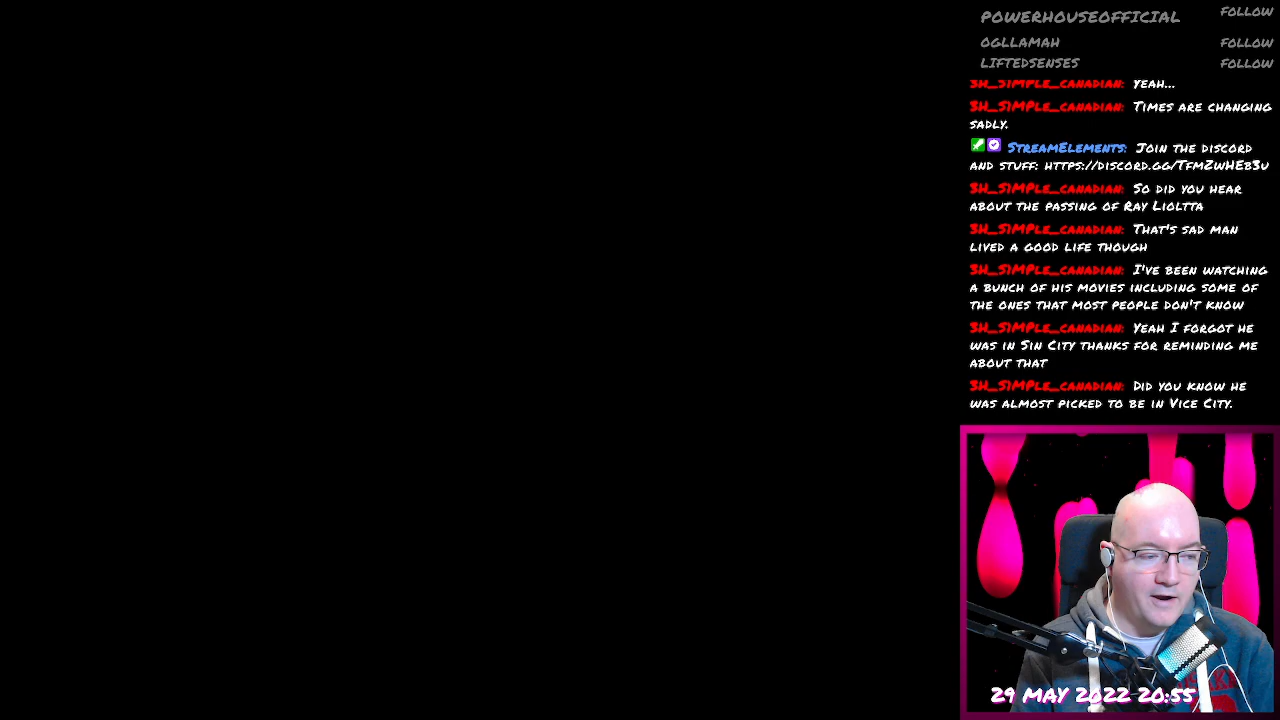 POWERHOUSEOFFICIAL FOLLOW
OGLLAMAH FOLLOW
LIFTEDSENSES FOLLOW
SH_SIMPLE_CANADIAN: YEAH...
SH_SIMPLE_CANADIAN: TIMES ARE CHANGING
SADLY.
STREAMELEMENTS: JOIN THE DISCORD
AND STUFF: HTTPS://DISCORD.GG/TFMZWHEB3U
SH_SIMPLE_CANADIAN: SO DID YOU HEAR
ABOUT THE PASSING OF RAY LIOLTTA
SH_SIMPLE_CANADIAN: THAT'S SAD MAN
LIVED A GOOD LIFE THOUGH
SH_SIMPLE_CANADIAN: I'VE BEEN WATCHING
A BUNCH OF HIS MOVIES INCLUDING SOME OF
THE ONES THAT MOST PEOPLE DON'T KNOW
SH_SIMPLE_CANADIAN: YEAH I FORGOT HE
WAS IN SIN CITY THANKS FOR REMINDING ME
ABOUT THAT
SH_SIMPLE_CANADIAN: DID YOU KNOW HE
WAS ALMOST PICKED TO BE IN VICE CITY.
29 MAY 2022 20:55